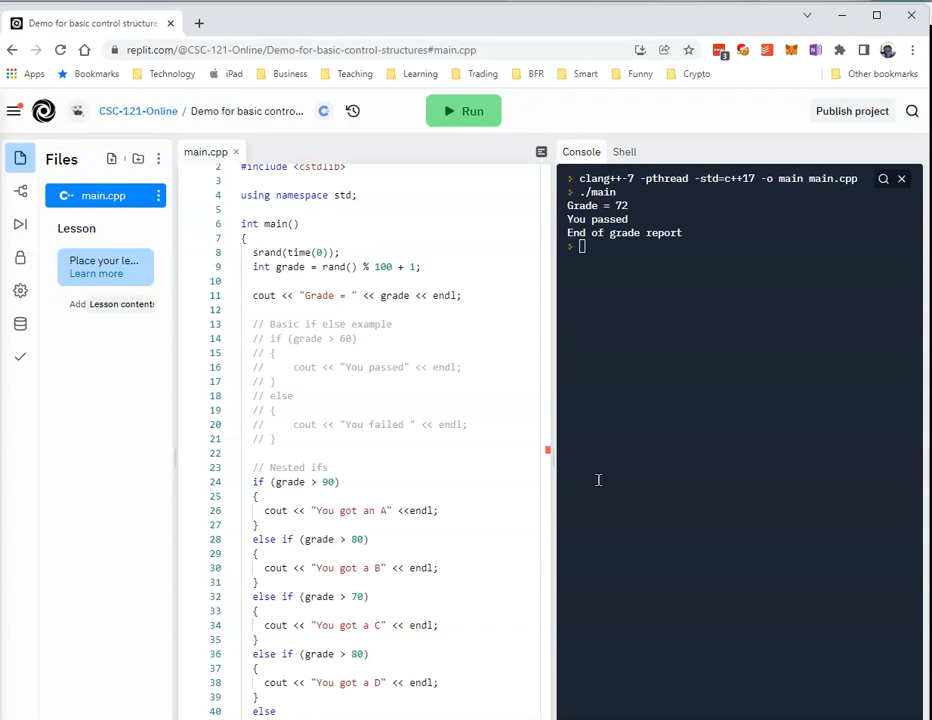 Demo for basic control structure
replit.com/@CSC-121-Online/Demo-for-basic-control-structures#main.cpp
3
Apps Bookmarks Technology iPad Business Teaching Learning Trading BFR Smart Funny Crypto Other bookmarks
CSC-121-Online / Demo for basic contro... Run Publish project
Files
main.cpp
Lesson
Place your le...
Learn more
Add Lesson content:
main.cpp
2 #include <cstdlib>
3
4 using namespace std;
5
6 int main()
7 {
8 srand(time(0));
9 int grade = rand() % 100 + 1;
10
11 cout << "Grade = " << grade << endl;
12
13 // Basic if else example
14 // if (grade > 60)
15 // {
16 // cout << "You passed" << endl;
17 // }
18 // else
19 // {
20 // cout << "You failed " << endl;
21 // }
22
23 // Nested ifs
24 if (grade > 90)
25 {
26 cout << "You got an A" <<endl;
27 }
28 else if (grade > 80)
29 {
30 cout << "You got a B" << endl;
31 }
32 else if (grade > 70)
33 {
34 cout << "You got a C" << endl;
35 }
36 else if (grade > 80)
37 {
38 cout << "You got a D" << endl;
39 }
40 else
Console Shell
clang++-7 -pthread -std=c++17 -o main main.cpp
./main
Grade = 72
You passed
End of grade report